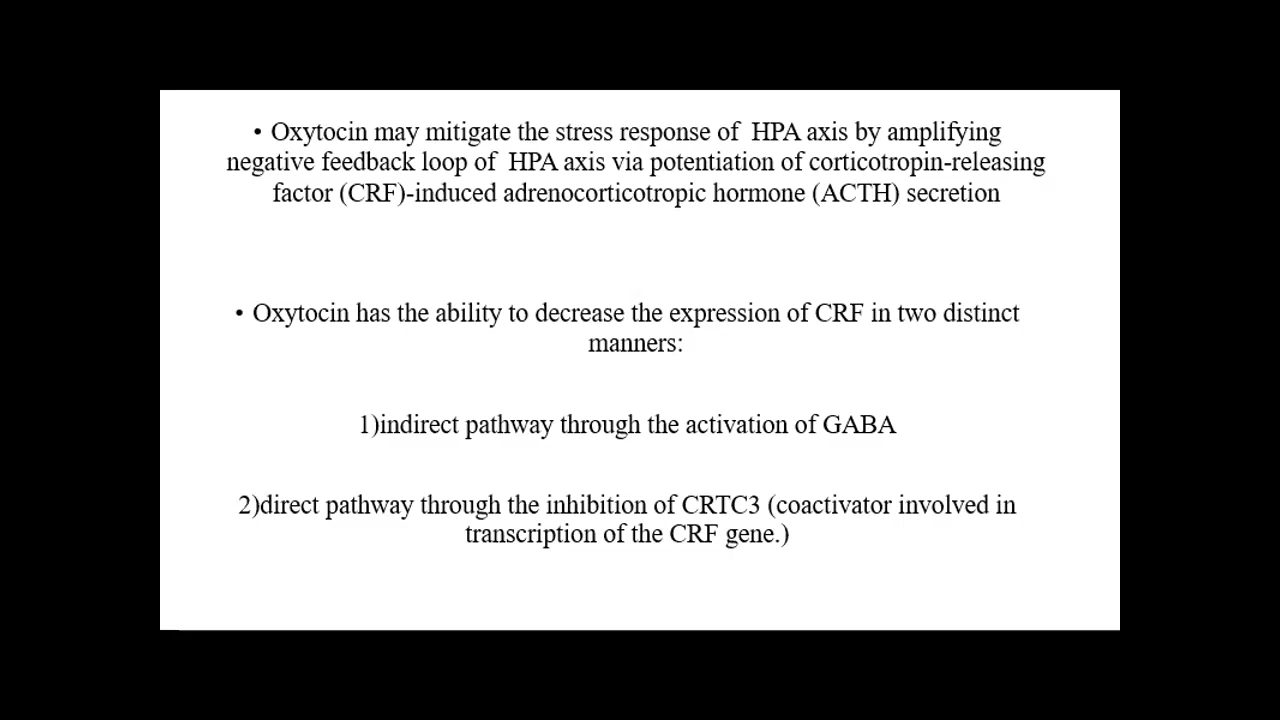 • Oxytocin may mitigate the stress response of  HPA axis by amplifying
negative feedback loop of  HPA axis via potentiation of corticotropin-releasing
factor (CRF)-induced adrenocorticotropic hormone (ACTH) secretion
• Oxytocin has the ability to decrease the expression of CRF in two distinct
manners:
1)indirect pathway through the activation of GABA
2)direct pathway through the inhibition of CRTC3 (coactivator involved in
transcription of the CRF gene.)